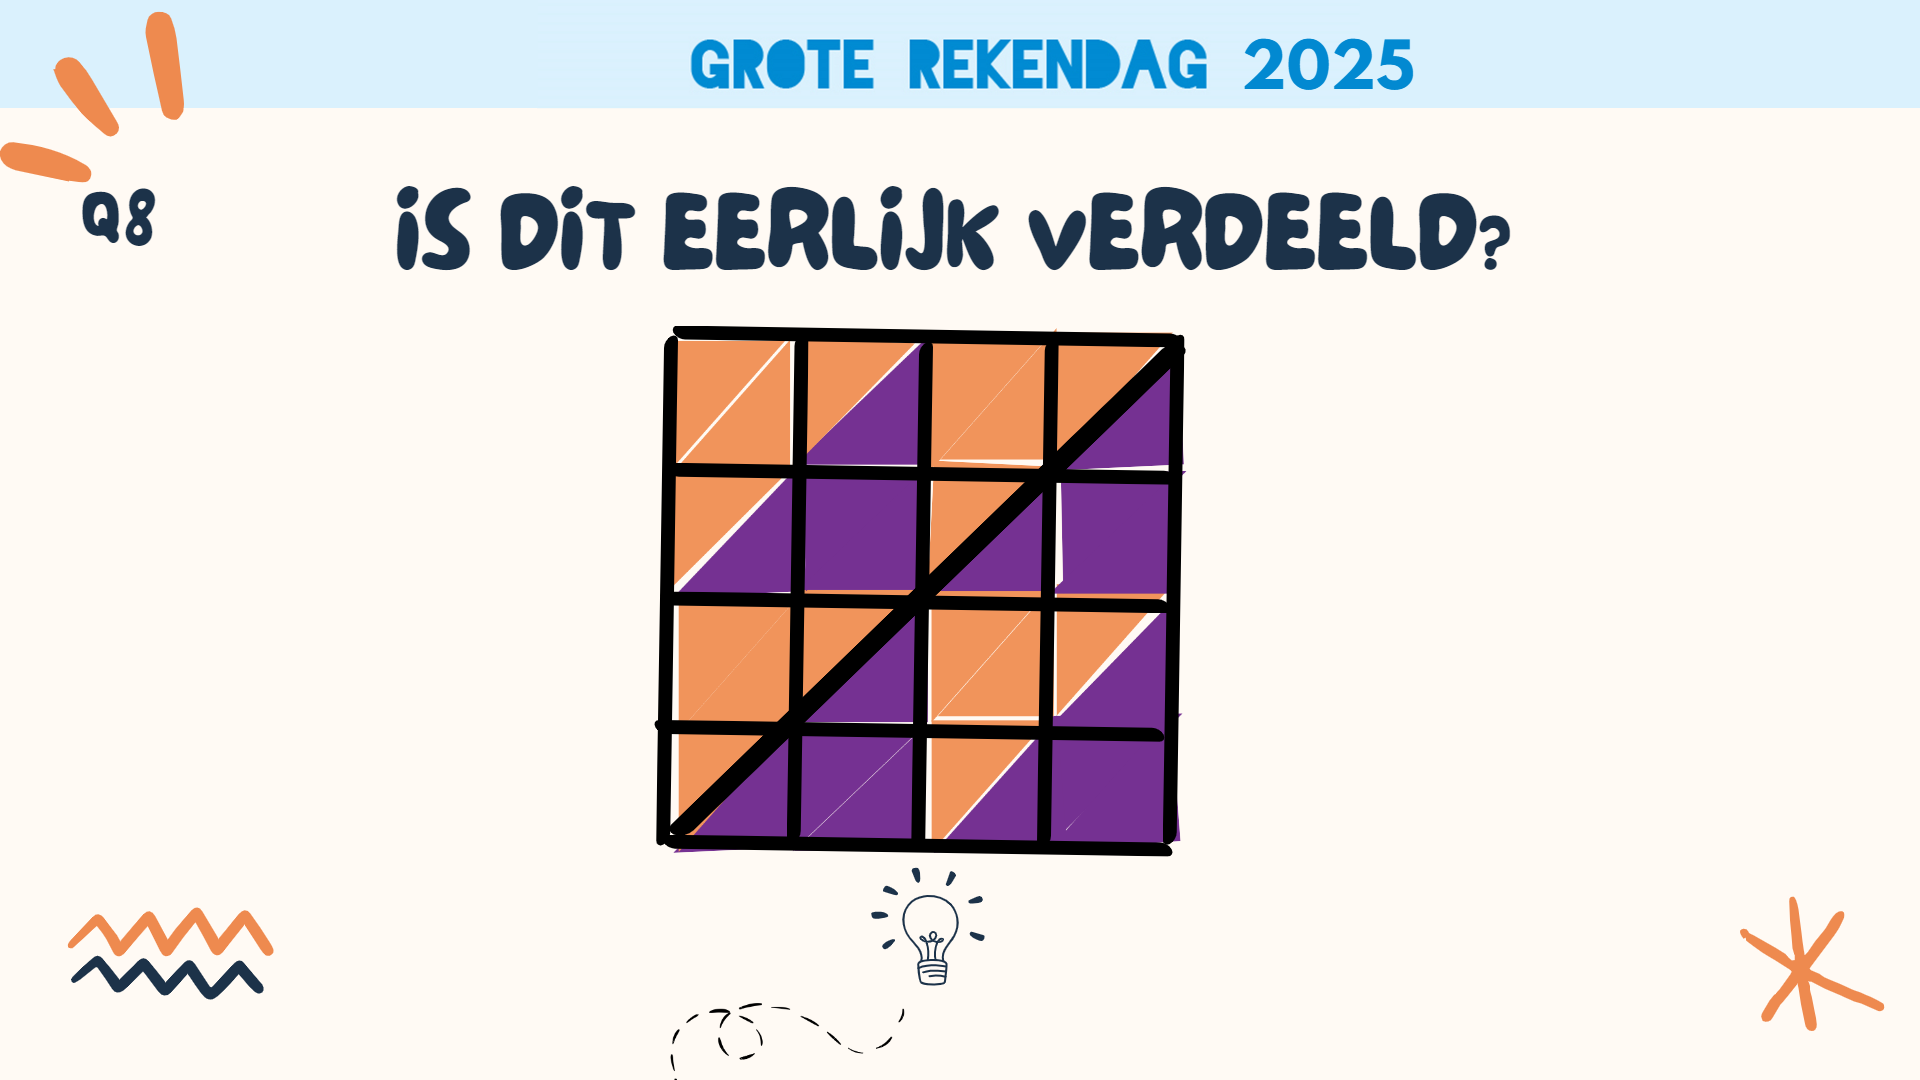 GROTE REKENDAG 2025
Q8
iS DiT EERLiJK VERDEELD?